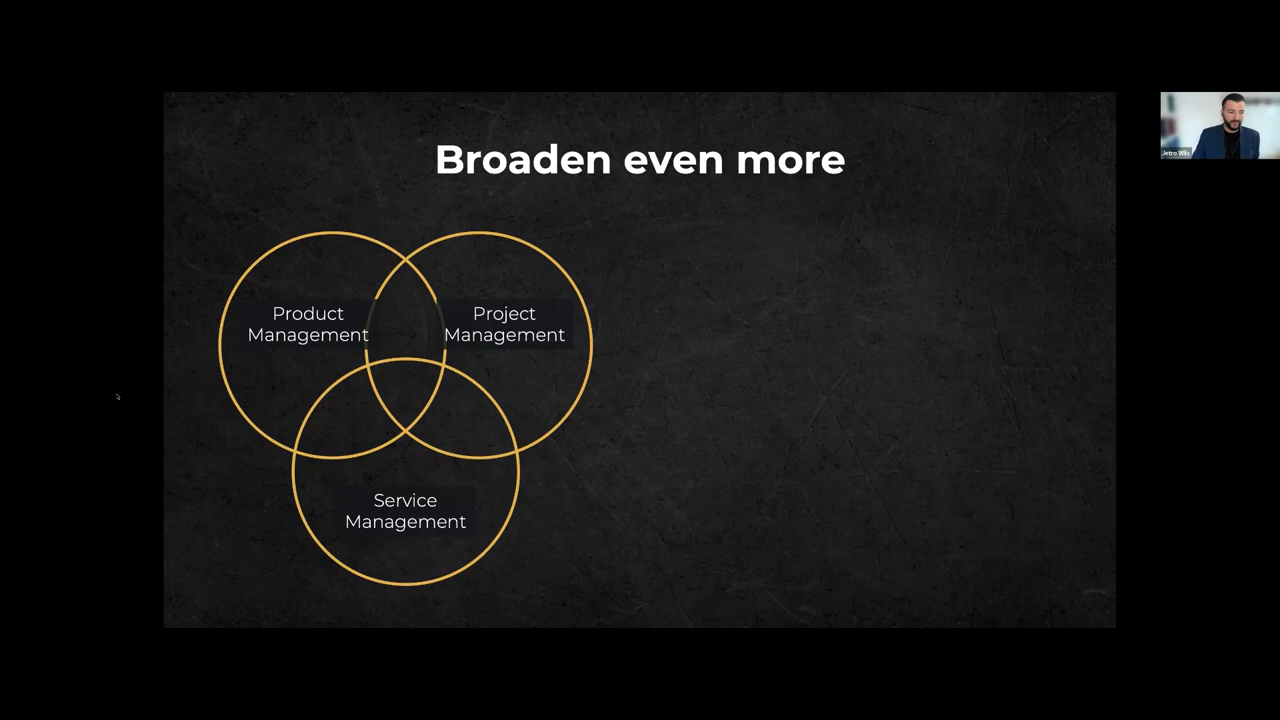 Broaden even more
Product
Management
Project
Management
Service
Management
Jetro Wils